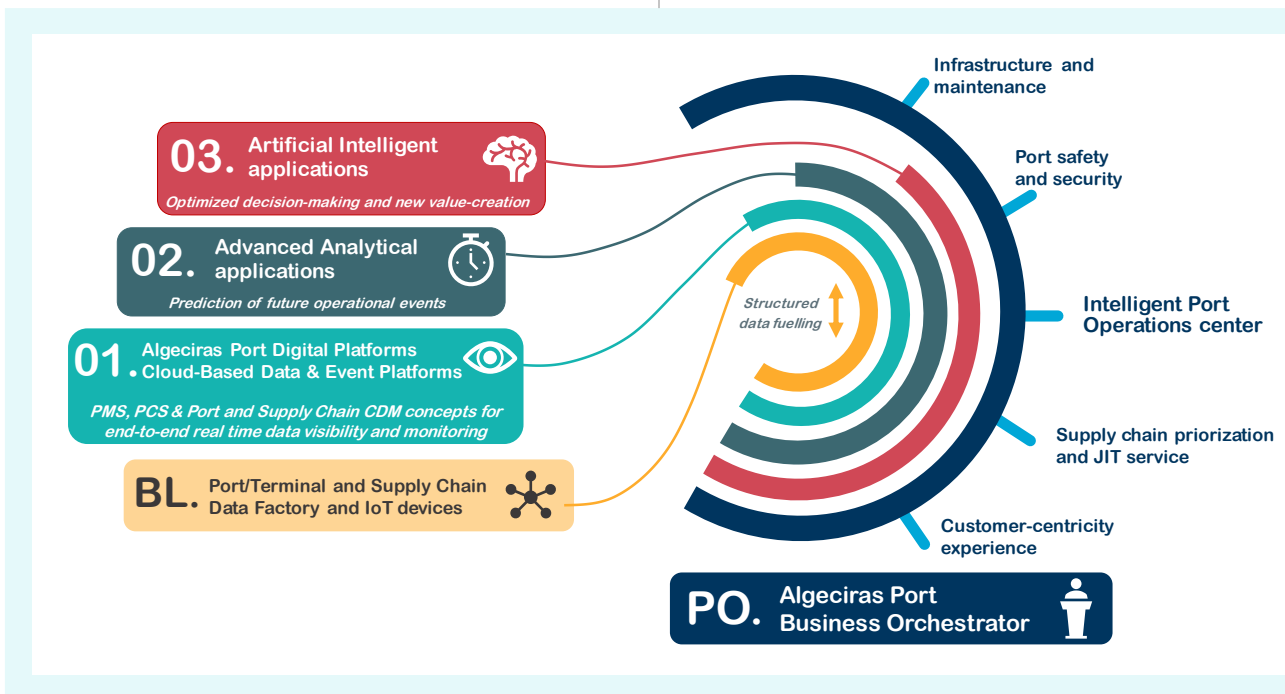 03.
Artificial Intelligent
applications
Optimized decision-making and new value-creation
02.
Advanced Analytical
applications
Prediction of future operational events
01.
Algeciras Port Digital Platforms
Cloud-Based Data & Event Platforms
PMS, PCS & Port and Supply Chain CDM concepts for
end-to-end real time data visibility and monitoring
BL.
Port/Terminal and Supply Chain
Data Factory and IoT devices
Structured
data fuelling
Infrastructure and
maintenance
Port safety
and security
Intelligent Port
Operations center
Supply chain priorization
and JIT service
Customer-centricity
experience
PO.
Algeciras Port
Business Orchestrator